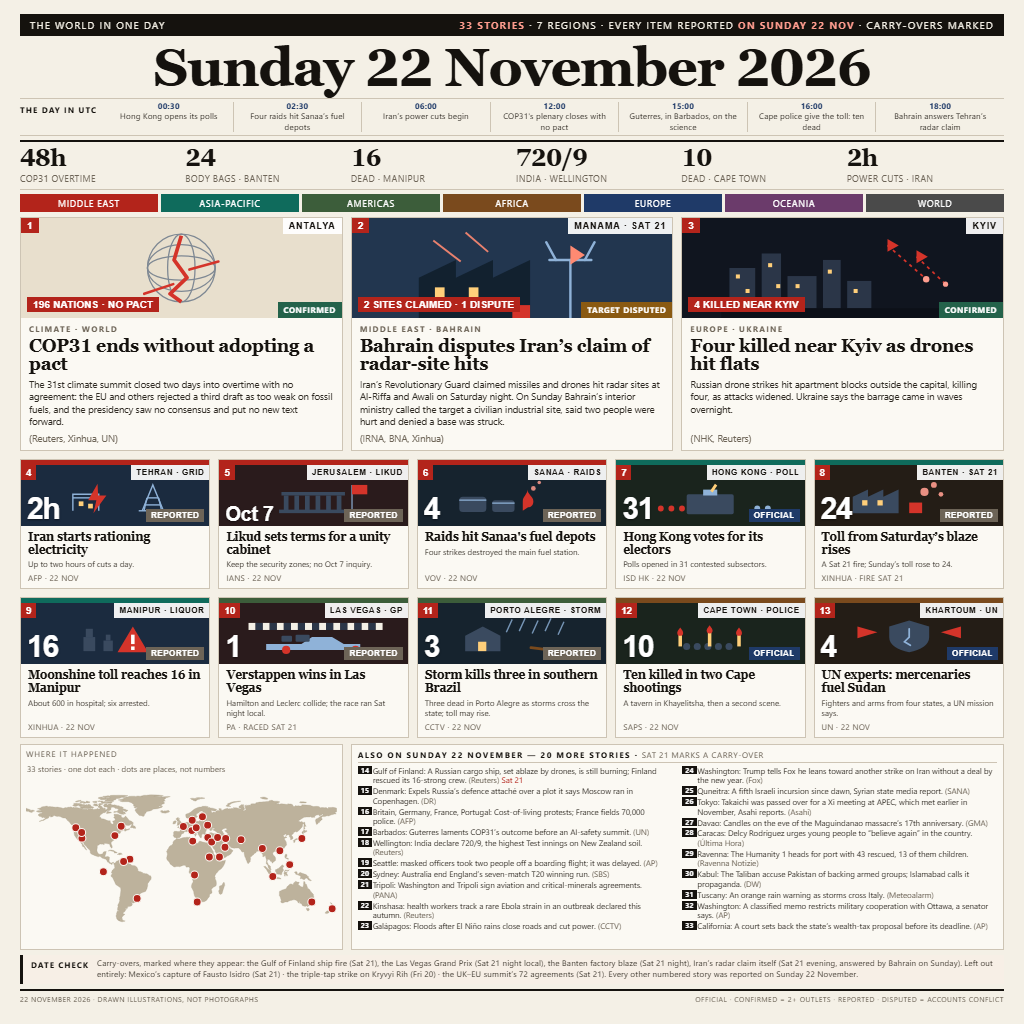 THE WORLD IN ONE DAY
33 STORIES · 7 REGIONS · EVERY ITEM REPORTED ON SUNDAY 22 NOV · CARRY-OVERS MARKED
Sunday 22 November 2026
THE DAY IN UTC
00:30
Hong Kong opens its polls
02:30
Four raids hit Sanaa's fuel
depots
06:00
Iran's power cuts begin
12:00
COP31's plenary closes with
no pact
15:00
Guterres, in Barbados, on the
science
16:00
Cape police give the toll: ten
dead
18:00
Bahrain answers Tehran's
radar claim
48h
COP31 OVERTIME
24
BODY BAGS · BANTEN
16
DEAD · MANIPUR
720/9
INDIA · WELLINGTON
10
DEAD · CAPE TOWN
2h
POWER CUTS · IRAN
MIDDLE EAST
ASIA-PACIFIC
AMERICAS
AFRICA
EUROPE
OCEANIA
WORLD
1
ANTALYA
196 NATIONS · NO PACT
CONFIRMED
CLIMATE · WORLD
COP31 ends without adopting a
pact
The 31st climate summit closed two days into overtime with no
agreement: the EU and others rejected a third draft as too weak on fossil
fuels, and the presidency saw no consensus and put no new text
forward.
(Reuters, Xinhua, UN)
2
MANAMA · SAT 21
2 SITES CLAIMED · 1 DISPUTE
TARGET DISPUTED
MIDDLE EAST · BAHRAIN
Bahrain disputes Iran's claim of
radar-site hits
Iran's Revolutionary Guard claimed missiles and drones hit radar sites at
Al-Riffa and Awali on Saturday night. On Sunday Bahrain's interior
ministry called the target a civilian industrial site, said two people were
hurt and denied a base was struck.
(IRNA, BNA, Xinhua)
3
KYIV
4 KILLED NEAR KYIV
CONFIRMED
EUROPE · UKRAINE
Four killed near Kyiv as drones
hit flats
Russian drone strikes hit apartment blocks outside the capital, killing
four, as attacks widened. Ukraine says the barrage came in waves
overnight.
(NHK, Reuters)
4
TEHRAN · GRID
2h
REPORTED
Iran starts rationing
electricity
Up to two hours of cuts a day.
AFP · 22 NOV
5
JERUSALEM · LIKUD
Oct 7
REPORTED
Likud sets terms for a unity
cabinet
Keep the security zones; no Oct 7 inquiry.
IANS · 22 NOV
6
SANAA · RAIDS
4
Raids hit Sanaa's fuel depots
Four strikes destroyed the main fuel station.
VOV · 22 NOV
7
HONG KONG · POLL
31
OFFICIAL
Hong Kong votes for its
electors
Polls opened in 31 contested subsectors.
ISD HK · 22 NOV
8
BANTEN · SAT 21
24
REPORTED
Toll from Saturday's blaze
rises
A Sat 21 fire; Sunday's toll rose to 24.
XINHUA · FIRE SAT 21
9
MANIPUR · LIQUOR
16
REPORTED
Moonshine toll reaches 16 in
Manipur
About 600 in hospital; six arrested.
XINHUA · 22 NOV
10
LAS VEGAS · GP
1
REPORTED
Verstappen wins in Las
Vegas
Hamilton and Leclerc collide; the race ran Sat
night local.
PA · RACED SAT 21
11
PORTO ALEGRE · STORM
3
REPORTED
Storm kills three in southern
Brazil
Three dead in Porto Alegre as storms cross the
state; toll may rise.
CCTV · 22 NOV
12
CAPE TOWN · POLICE
10
OFFICIAL
Ten killed in two Cape
shootings
A tavern in Khayelitsha, then a second scene.
SAPS · 22 NOV
13
KHARTOUM · UN
4
OFFICIAL
UN experts: mercenaries
fuel Sudan
Fighters and arms from four states, a UN mission
says.
UN · 22 NOV
WHERE IT HAPPENED
33 stories · one dot each · dots are places, not numbers
ALSO ON SUNDAY 22 NOVEMBER — 20 MORE STORIES · SAT 21 MARKS A CARRY-OVER
14 Gulf of Finland: A Russian cargo ship, set ablaze by drones, is still burning; Finland
rescued its 16-strong crew. (Reuters) Sat 21
15 Denmark: Expels Russia's defence attaché over a plot it says Moscow ran in
Copenhagen. (DR)
16 Britain, Germany, France, Portugal: Cost-of-living protests; France fields 70,000
police. (AFP)
17 Barbados: Guterres laments COP31's outcome before an AI-safety summit. (UN)
18 Wellington: India declare 720/9, the highest Test innings on New Zealand soil.
(Reuters)
19 Seattle: masked officers took two people off a boarding flight; it was delayed. (AP)
20 Sydney: Australia end England's seven-match T20 winning run. (SBS)
21 Tripoli: Washington and Tripoli sign aviation and critical-minerals agreements.
(PANA)
22 Kinshasa: health workers track a rare Ebola strain in an outbreak declared this
autumn. (Reuters)
23 Galápagos: Floods after El Niño rains close roads and cut power. (CCTV)
24 Washington: Trump tells Fox he leans toward another strike on Iran without a deal by
the new year. (Fox)
25 Quneitra: A fifth Israeli incursion since dawn, Syrian state media report. (SANA)
26 Tokyo: Takaichi was passed over for a Xi meeting at APEC, which met earlier in
November, Asahi reports. (Asahi)
27 Davao: Candles on the eve of the Maguindanao massacre's 17th anniversary. (GMA)
28 Caracas: Delcy Rodríguez urges young people to "believe again" in the country.
(Última Hora)
29 Ravenna: The Humanity 1 heads for port with 43 rescued, 13 of them children.
(Ravenna Notizie)
30 Kabul: The Taliban accuse Pakistan of backing armed groups; Islamabad calls it
propaganda. (DW)
31 Tuscany: An orange rain warning as storms cross Italy. (Meteoalarm)
32 Washington: A classified memo restricts military cooperation with Ottawa, a senator
says. (AP)
33 California: A court sets back the state's wealth-tax proposal before its deadline. (AP)
DATE CHECK
Carry-overs, marked where they appear: the Gulf of Finland ship fire (Sat 21), the Las Vegas Grand Prix (Sat 21 night local), the Banten factory blaze (Sat 21), Iran's radar claim itself (Sat 21 evening, answered by Bahrain on Sunday). Left out
entirely: Mexico's capture of Fausto Isidro (Sat 21) · the triple-tap strike on Kryvyi Rih (Fri 20) · the UK–EU summit's 72 agreements (Sat 21). Every other numbered story was reported on Sunday 22 November.
22 NOVEMBER 2026 · DRAWN ILLUSTRATIONS, NOT PHOTOGRAPHS
OFFICIAL · CONFIRMED = 2+ OUTLETS · REPORTED · DISPUTED = ACCOUNTS CONFLICT